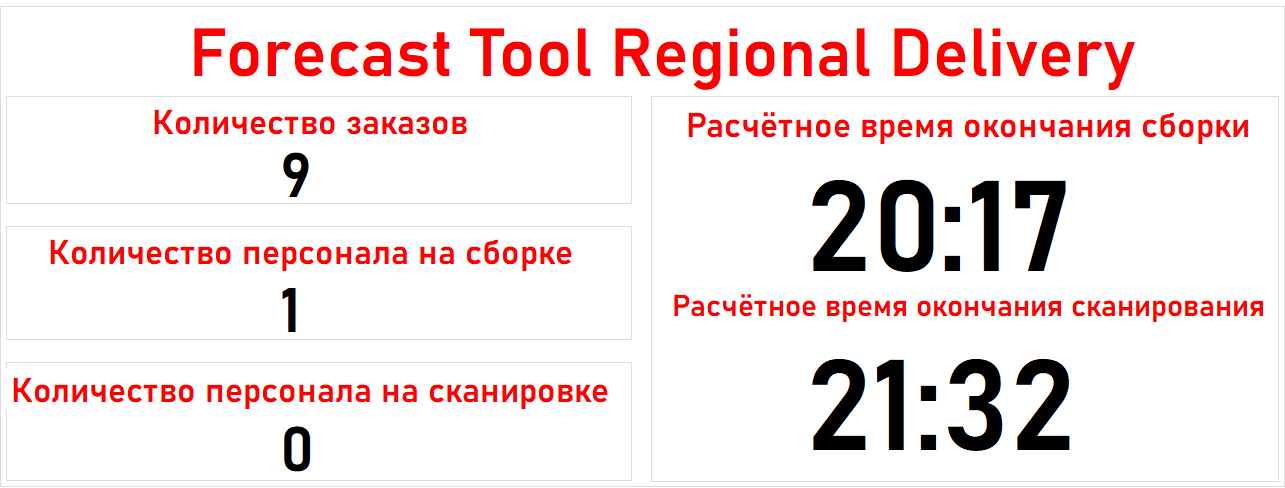 Forecast Tool Regional Delivery
Количество заказов
9
Количество персонала на сборке
1
Количество персонала на сканировке
0
Расчётное время окончания сборки
20:17
Расчётное время окончания сканирования
21:32